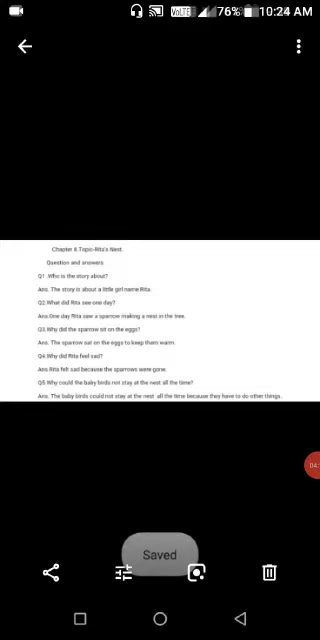 VoLTE 76% 10:24 AM
Chapter 8.Topic-Rita's Nest.
Question and answers
Q1 .Who is the story about?
Ans. The story is about a little girl name Rita.
Q2.What did Rita see one day?
Ans.One day Rita saw a sparrow making a nest in the tree.
Q3.Why did the sparrow sit on the eggs?
Ans. The sparrow sat on the eggs to keep them warm.
Q4.Why did Rita feel sad?
Ans Rita felt sad because the sparrows were gone.
Q5.Why could the baby birds not stay at the nest all the time?
Ans. The baby birds could not stay at the nest all the time because they have to do other things.
Saved